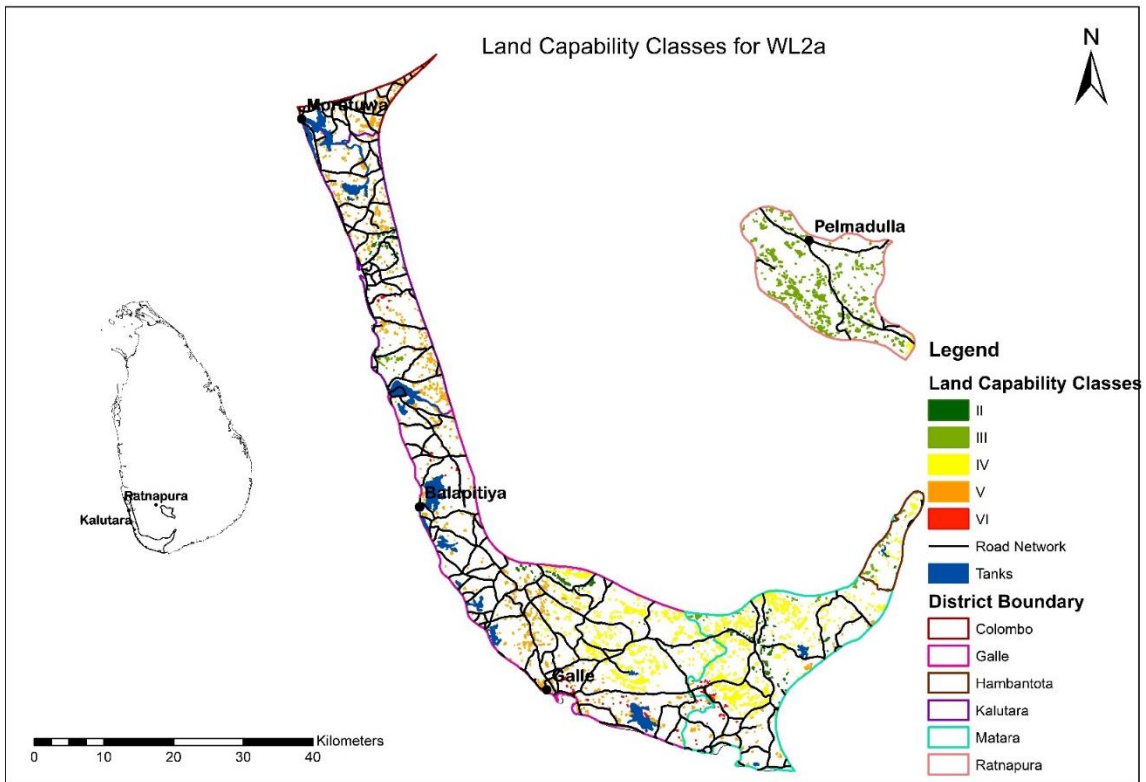 Land Capability Classes for WL2a
N
Moratuwa
Pelmadulla
Ratnapura
Kalutara
Balapitiya
Galle
Legend
Land Capability Classes
II
III
IV
V
VI
Road Network
Tanks
District Boundary
Colombo
Galle
Hambantota
Kalutara
Matara
Ratnapura
Kilometers
0 5 10 20 30 40